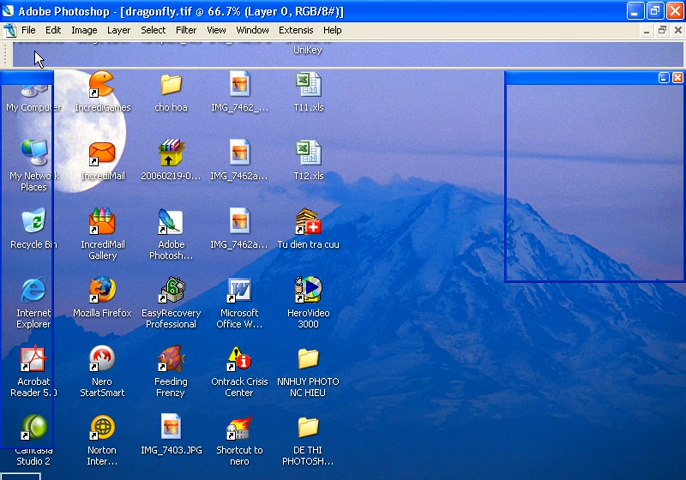 Adobe Photoshop - [dragonfly.tif @ 66.7% (Layer 0, RGB/8#)]
File Edit Image Layer Select Filter View Window Extensis Help
UniKey
My Computer IncrediGames cho hoa IMG_7462_... T11.xls
My Network Places IncrediMail 20060219-0... IMG_7462a... T12.xls
Recycle Bin IncrediMail Gallery Adobe Photosh... IMG_7462a... Tu dien tra cuu
Internet Explorer Mozilla Firefox EasyRecovery Professional Microsoft Office W... HeroVideo 3000
Acrobat Reader 5.0 Nero StartSmart Feeding Frenzy Ontrack Crisis Center NNHUY PHOTO NC HIEU
Camtasia Studio 2 Norton Inter... IMG_7403.JPG Shortcut to nero DE THI PHOTOSH...